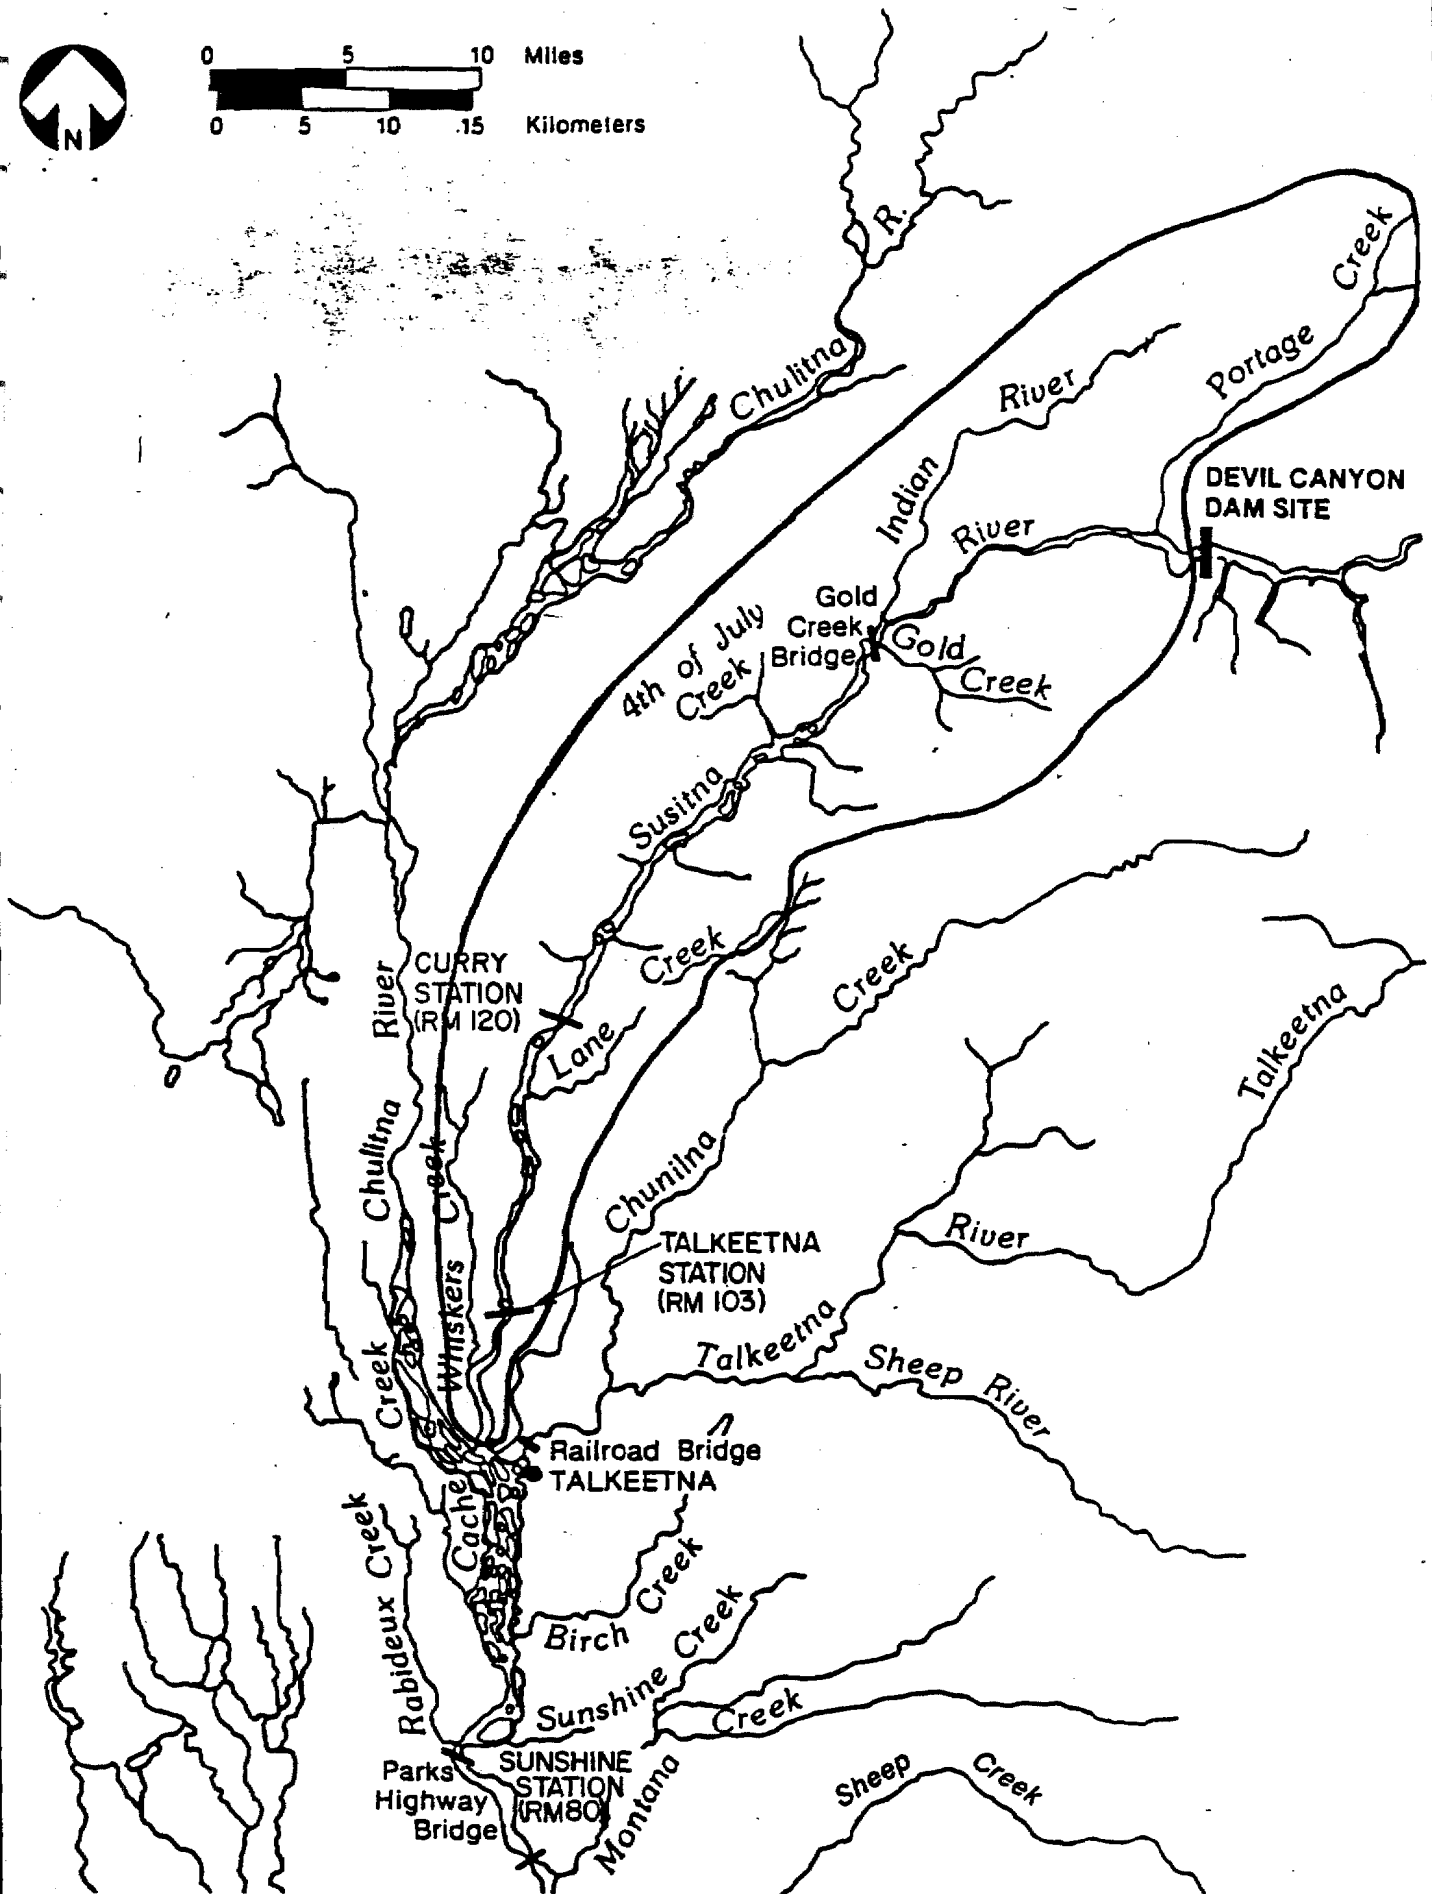 0 5 10 Miles
0 5 10 15 Kilometers
N
R.
Creek
Portage
Chulitna
River
Indian
DEVIL CANYON
DAM SITE
River
Gold
Creek
Bridge
Gold
Creek
4th of July
Creek
Susitna
Creek
Creek
CURRY
STATION
(RM 120)
River
Lane
Talkeetna
Chulitna
Creek
Chunilna
River
TALKEETNA
STATION
(RM 103)
Whiskers
Talkeetna
Sheep River
Creek
Railroad Bridge
TALKEETNA
Cache
Rabideux Creek
Birch Creek
Sunshine Creek
Creek
SUNSHINE
STATION
(RM80)
Parks
Highway
Bridge
Montana
Sheep Creek